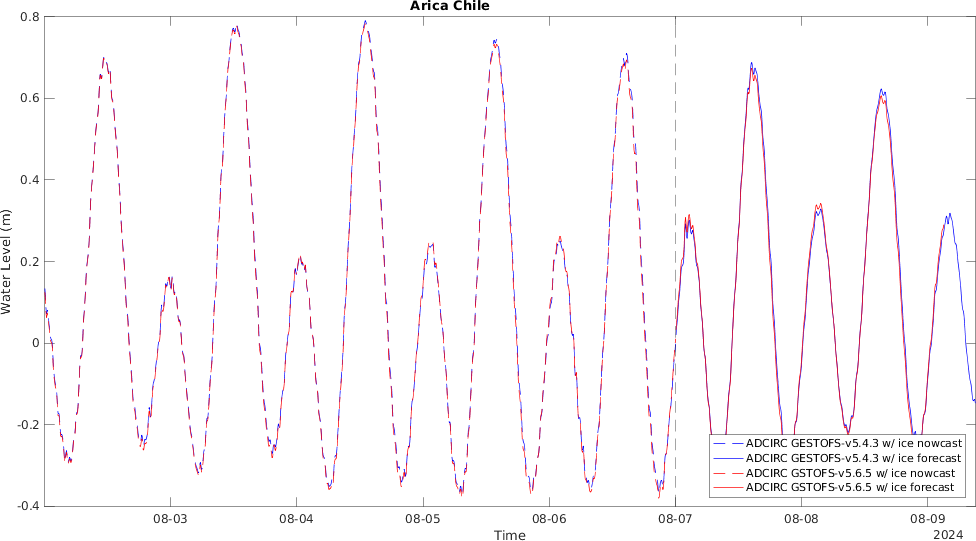 Arica Chile
0.8
0.6
0.4
0.2
0
-0.2
-0.4
Water Level (m)
ADCIRC GESTOFS-v5.4.3 w/ ice nowcast
ADCIRC GESTOFS-v5.4.3 w/ ice forecast
ADCIRC GSTOFS-v5.6.5 w/ ice nowcast
ADCIRC GSTOFS-v5.6.5 w/ ice forecast
08-03 08-04 08-05 08-06 08-07 08-08 08-09
Time
2024